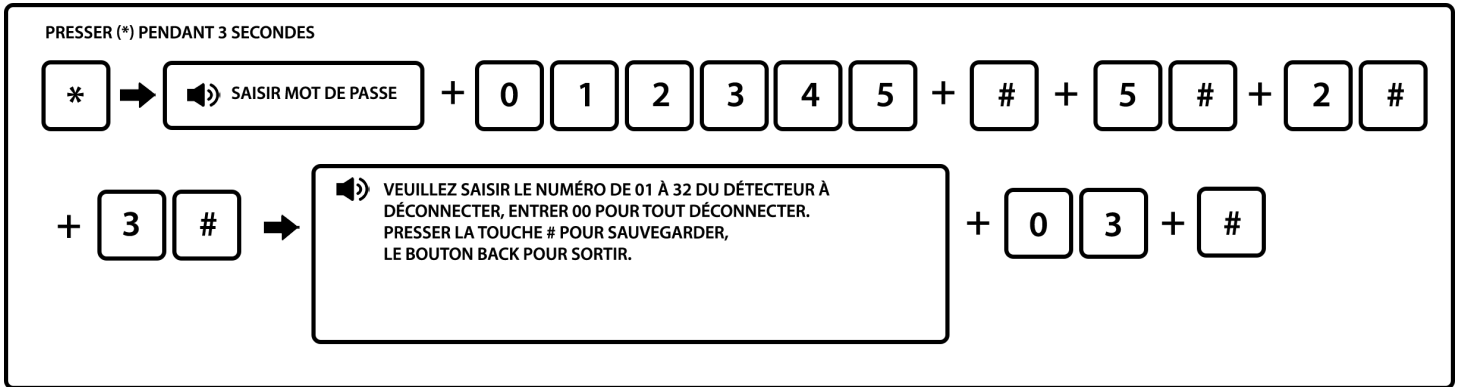 PRESSER (*) PENDANT 3 SECONDES
* SAISIR MOT DE PASSE + 0 1 2 3 4 5 + # + 5 # + 2 #
+ 3 # VEUILLEZ SAISIR LE NUMÉRO DE 01 À 32 DU DÉTECTEUR À
DÉCONNECTER, ENTRER 00 POUR TOUT DÉCONNECTER.
PRESSER LA TOUCHE # POUR SAUVEGARDER,
LE BOUTON BACK POUR SORTIR.
+ 0 3 + #